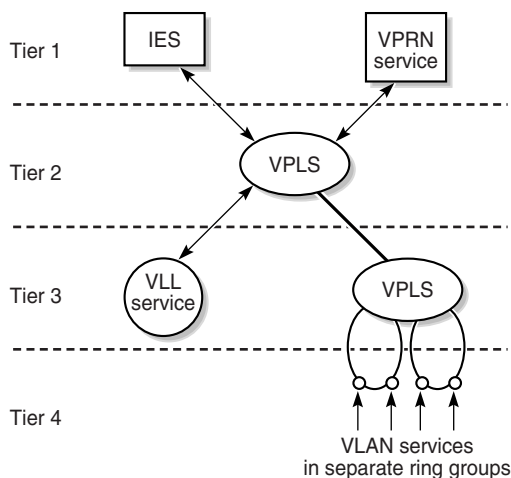 Tier 1
IES
VPRN
service
Tier 2
VPLS
Tier 3
VLL
service
VPLS
Tier 4
VLAN services
in separate ring groups